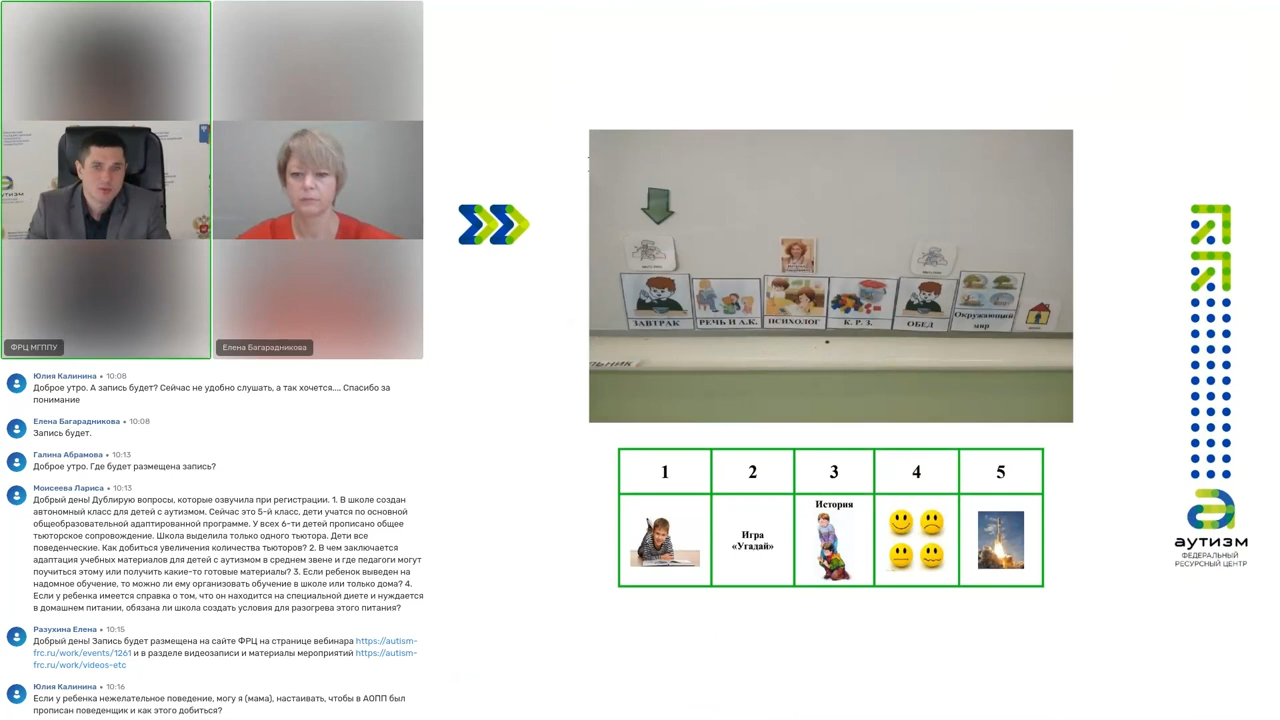 ФРЦ МГППУ
Елена Багарадникова
Юлия Калинина • 10:08
Доброе утро. А запись будет? Сейчас не удобно слушать, а так хочется.... Спасибо за
понимание
Елена Багарадникова • 10:08
Запись будет.
Галина Абрамова • 10:13
Доброе утро. Где будет размещена запись?
Моисеева Лариса • 10:13
Добрый день! Дублирую вопросы, которые озвучила при регистрации. 1. В школе создан
автономный класс для детей с аутизмом. Сейчас это 5-й класс, дети учатся по основной
общеобразовательной адаптированной программе. У всех 6-ти детей прописано общее
тьюторское сопровождение. Школа выделила только одного тьютора. Дети все
поведенческие. Как добиться увеличения количества тьюторов? 2. В чем заключается
адаптация учебных материалов для детей с аутизмом в среднем звене и где педагоги могут
поучиться этому или получить какие-то готовые материалы? 3. Если ребенок выведен на
надомное обучение, то можно ли ему организовать обучение в школе или только дома? 4.
Если у ребенка имеется справка о том, что он находится на специальной диете и нуждается
в домашнем питании, обязана ли школа создать условия для разогрева этого питания?
Разухина Елена • 10:15
Добрый день! Запись будет размещена на сайте ФРЦ на странице вебинара https://autism-
frc.ru/work/events/1261 и в разделе видеозаписи и материалы мероприятий https://autism-
frc.ru/work/videos-etc
Юлия Калинина • 10:16
Если у ребенка нежелательное поведение, могу я (мама), настаивать, чтобы в АОПП был
прописан поведенщик и как этого добиться?
ЗАВТРАК
РЕЧЬ И А.К.
ПСИХОЛОГ
К. Р. З.
ОБЕД
Окружающий
мир
1
2
3
4
5
Игра
«Угадай»
История
аутизм
ФЕДЕРАЛЬНЫЙ
РЕСУРСНЫЙ ЦЕНТР